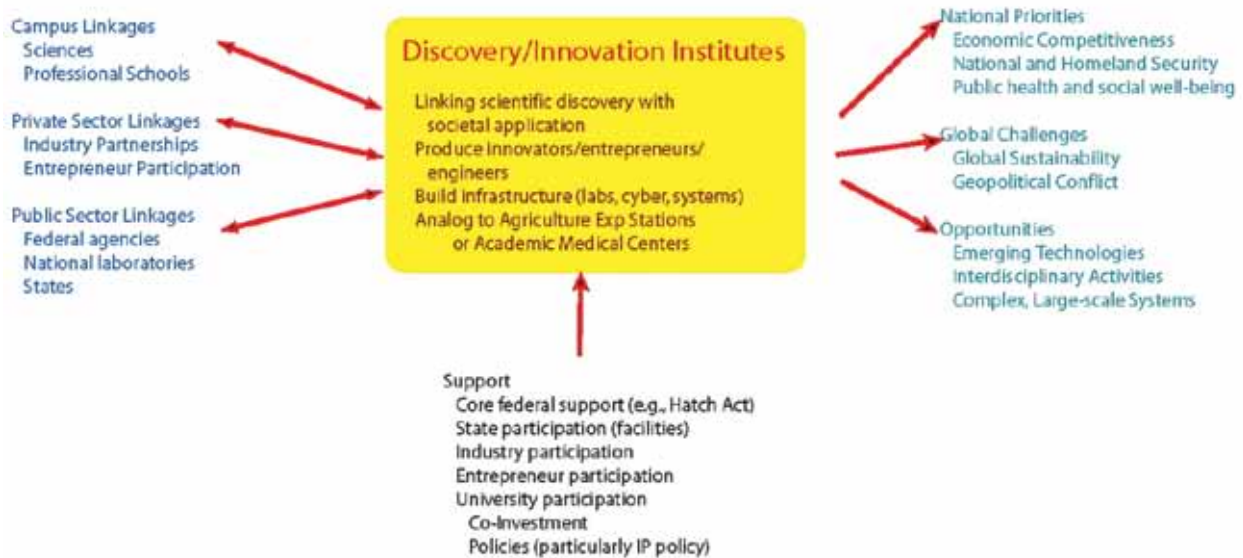 Campus Linkages
Sciences
Professional Schools
Private Sector Linkages
Industry Partnerships
Entrepreneur Participation
Public Sector Linkages
Federal agencies
National laboratories
States
Discovery/Innovation Institutes
Linking scientific discovery with
societal application
Produce innovators/entrepreneurs/
engineers
Build infrastructure (labs, cyber, systems)
Analog to Agriculture Exp Stations
or Academic Medical Centers
National Priorities
Economic Competitiveness
National and Homeland Security
Public health and social well-being
Global Challenges
Global Sustainability
Geopolitical Conflict
Opportunities
Emerging Technologies
Interdisciplinary Activities
Complex, Large-scale Systems
Support
Core federal support (e.g., Hatch Act)
State participation (facilities)
Industry participation
Entrepreneur participation
University participation
Co-Investment
Policies (particularly IP policy)